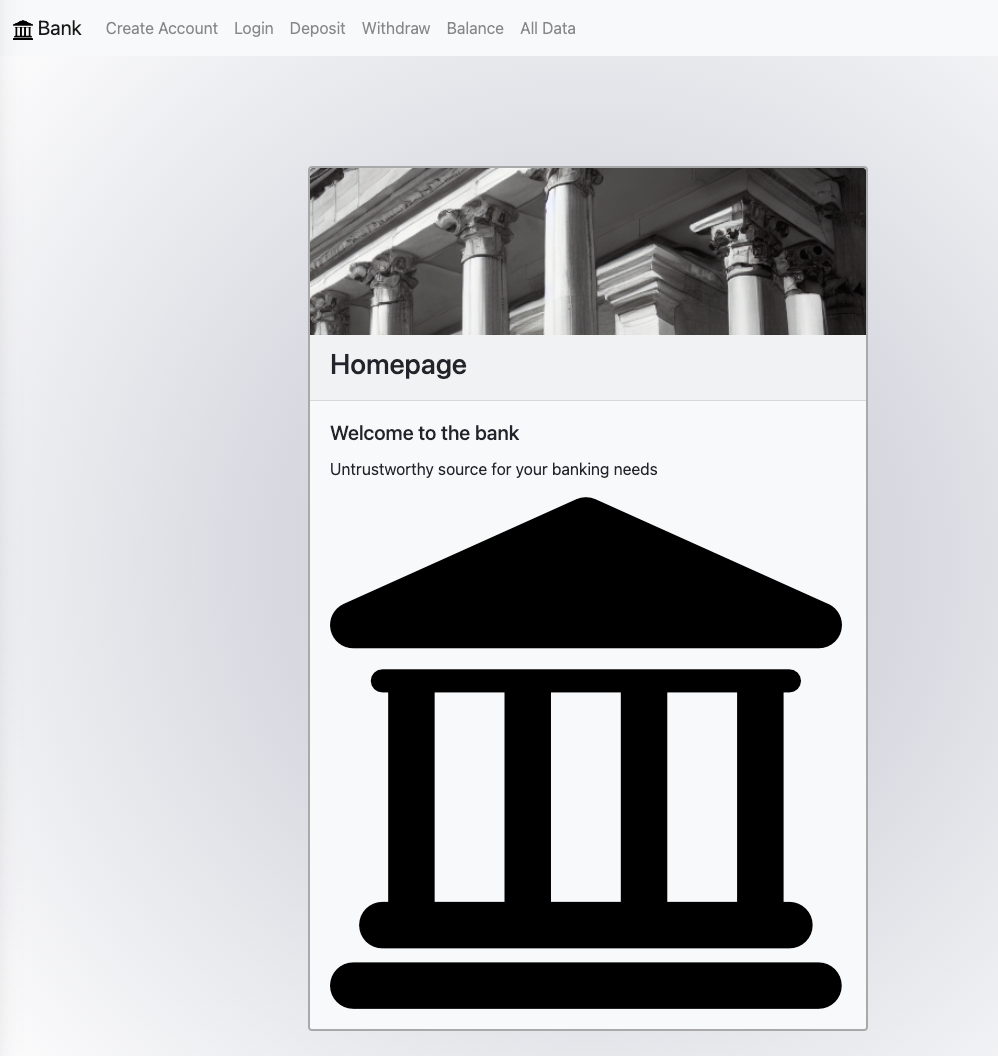 Bank Create Account Login Deposit Withdraw Balance All Data
Homepage
Welcome to the bank
Untrustworthy source for your banking needs